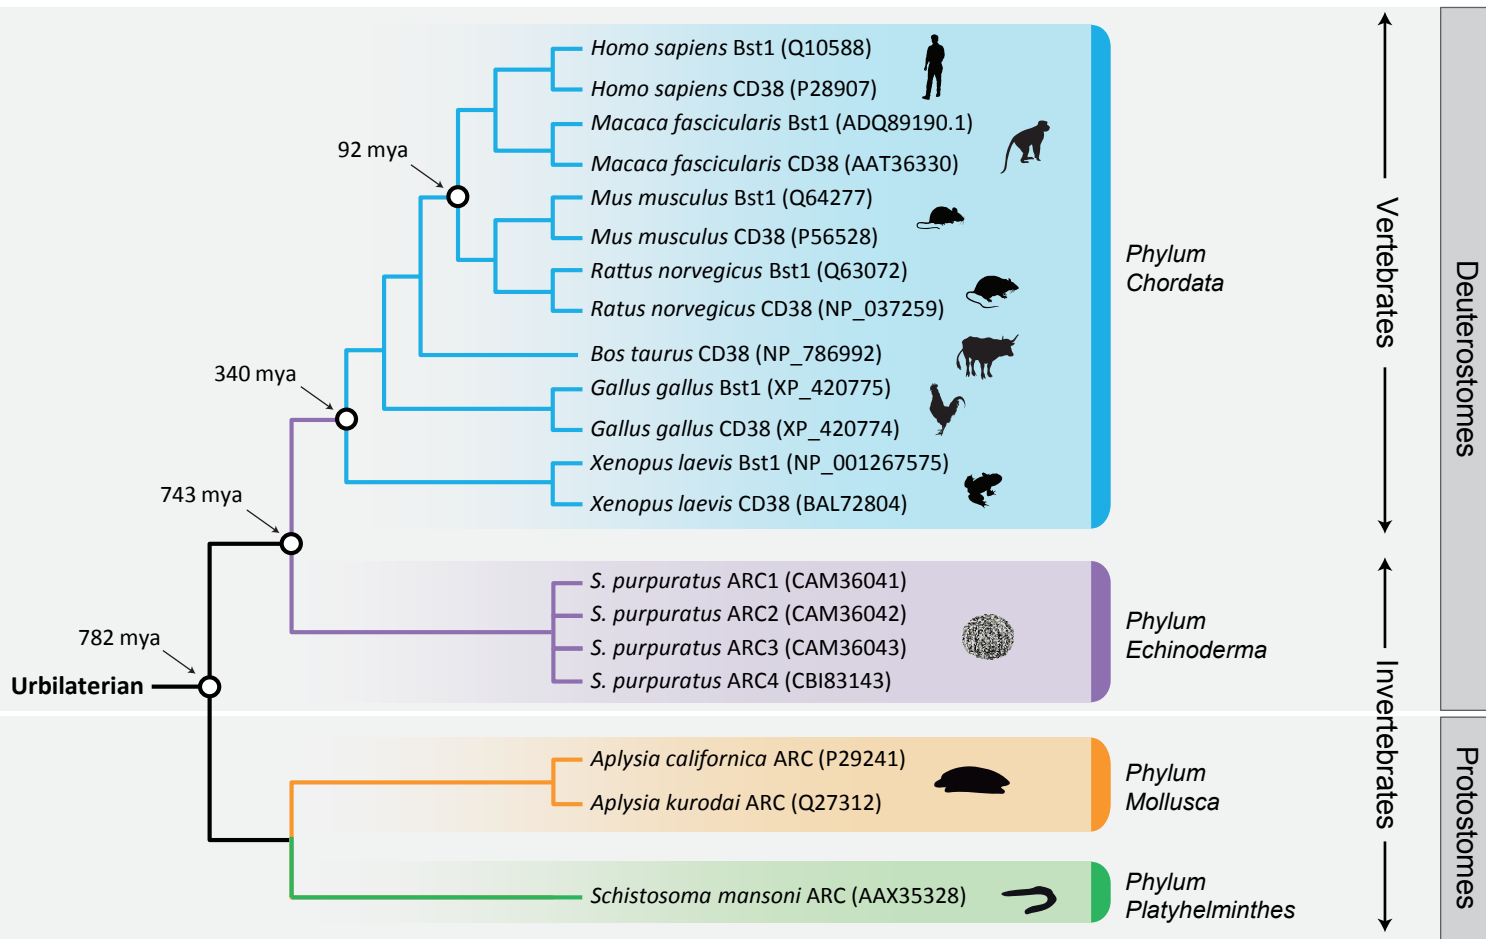 Homo sapiens Bst1 (Q10588)
Homo sapiens CD38 (P28907)
Macaca fascicularis Bst1 (ADQ89190.1)
92 mya
Macaca fascicularis CD38 (AAT36330)
Mus musculus Bst1 (Q64277)
Mus musculus CD38 (P56528)
Rattus norvegicus Bst1 (Q63072)
Ratus norvegicus CD38 (NP_037259)
Bos taurus CD38 (NP_786992)
340 mya
Gallus gallus Bst1 (XP_420775)
Gallus gallus CD38 (XP_420774)
Xenopus laevis Bst1 (NP_001267575)
743 mya
Xenopus laevis CD38 (BAL72804)
Phylum
Chordata
Vertebrates
Deuterostomes
S. purpuratus ARC1 (CAM36041)
S. purpuratus ARC2 (CAM36042)
782 mya
S. purpuratus ARC3 (CAM36043)
S. purpuratus ARC4 (CBI83143)
Phylum
Echinoderma
Urbilaterian
Invertebrates
Aplysia californica ARC (P29241)
Aplysia kurodai ARC (Q27312)
Phylum
Mollusca
Protostomes
Schistosoma mansoni ARC (AAX35328)
Phylum
Platyhelminthes